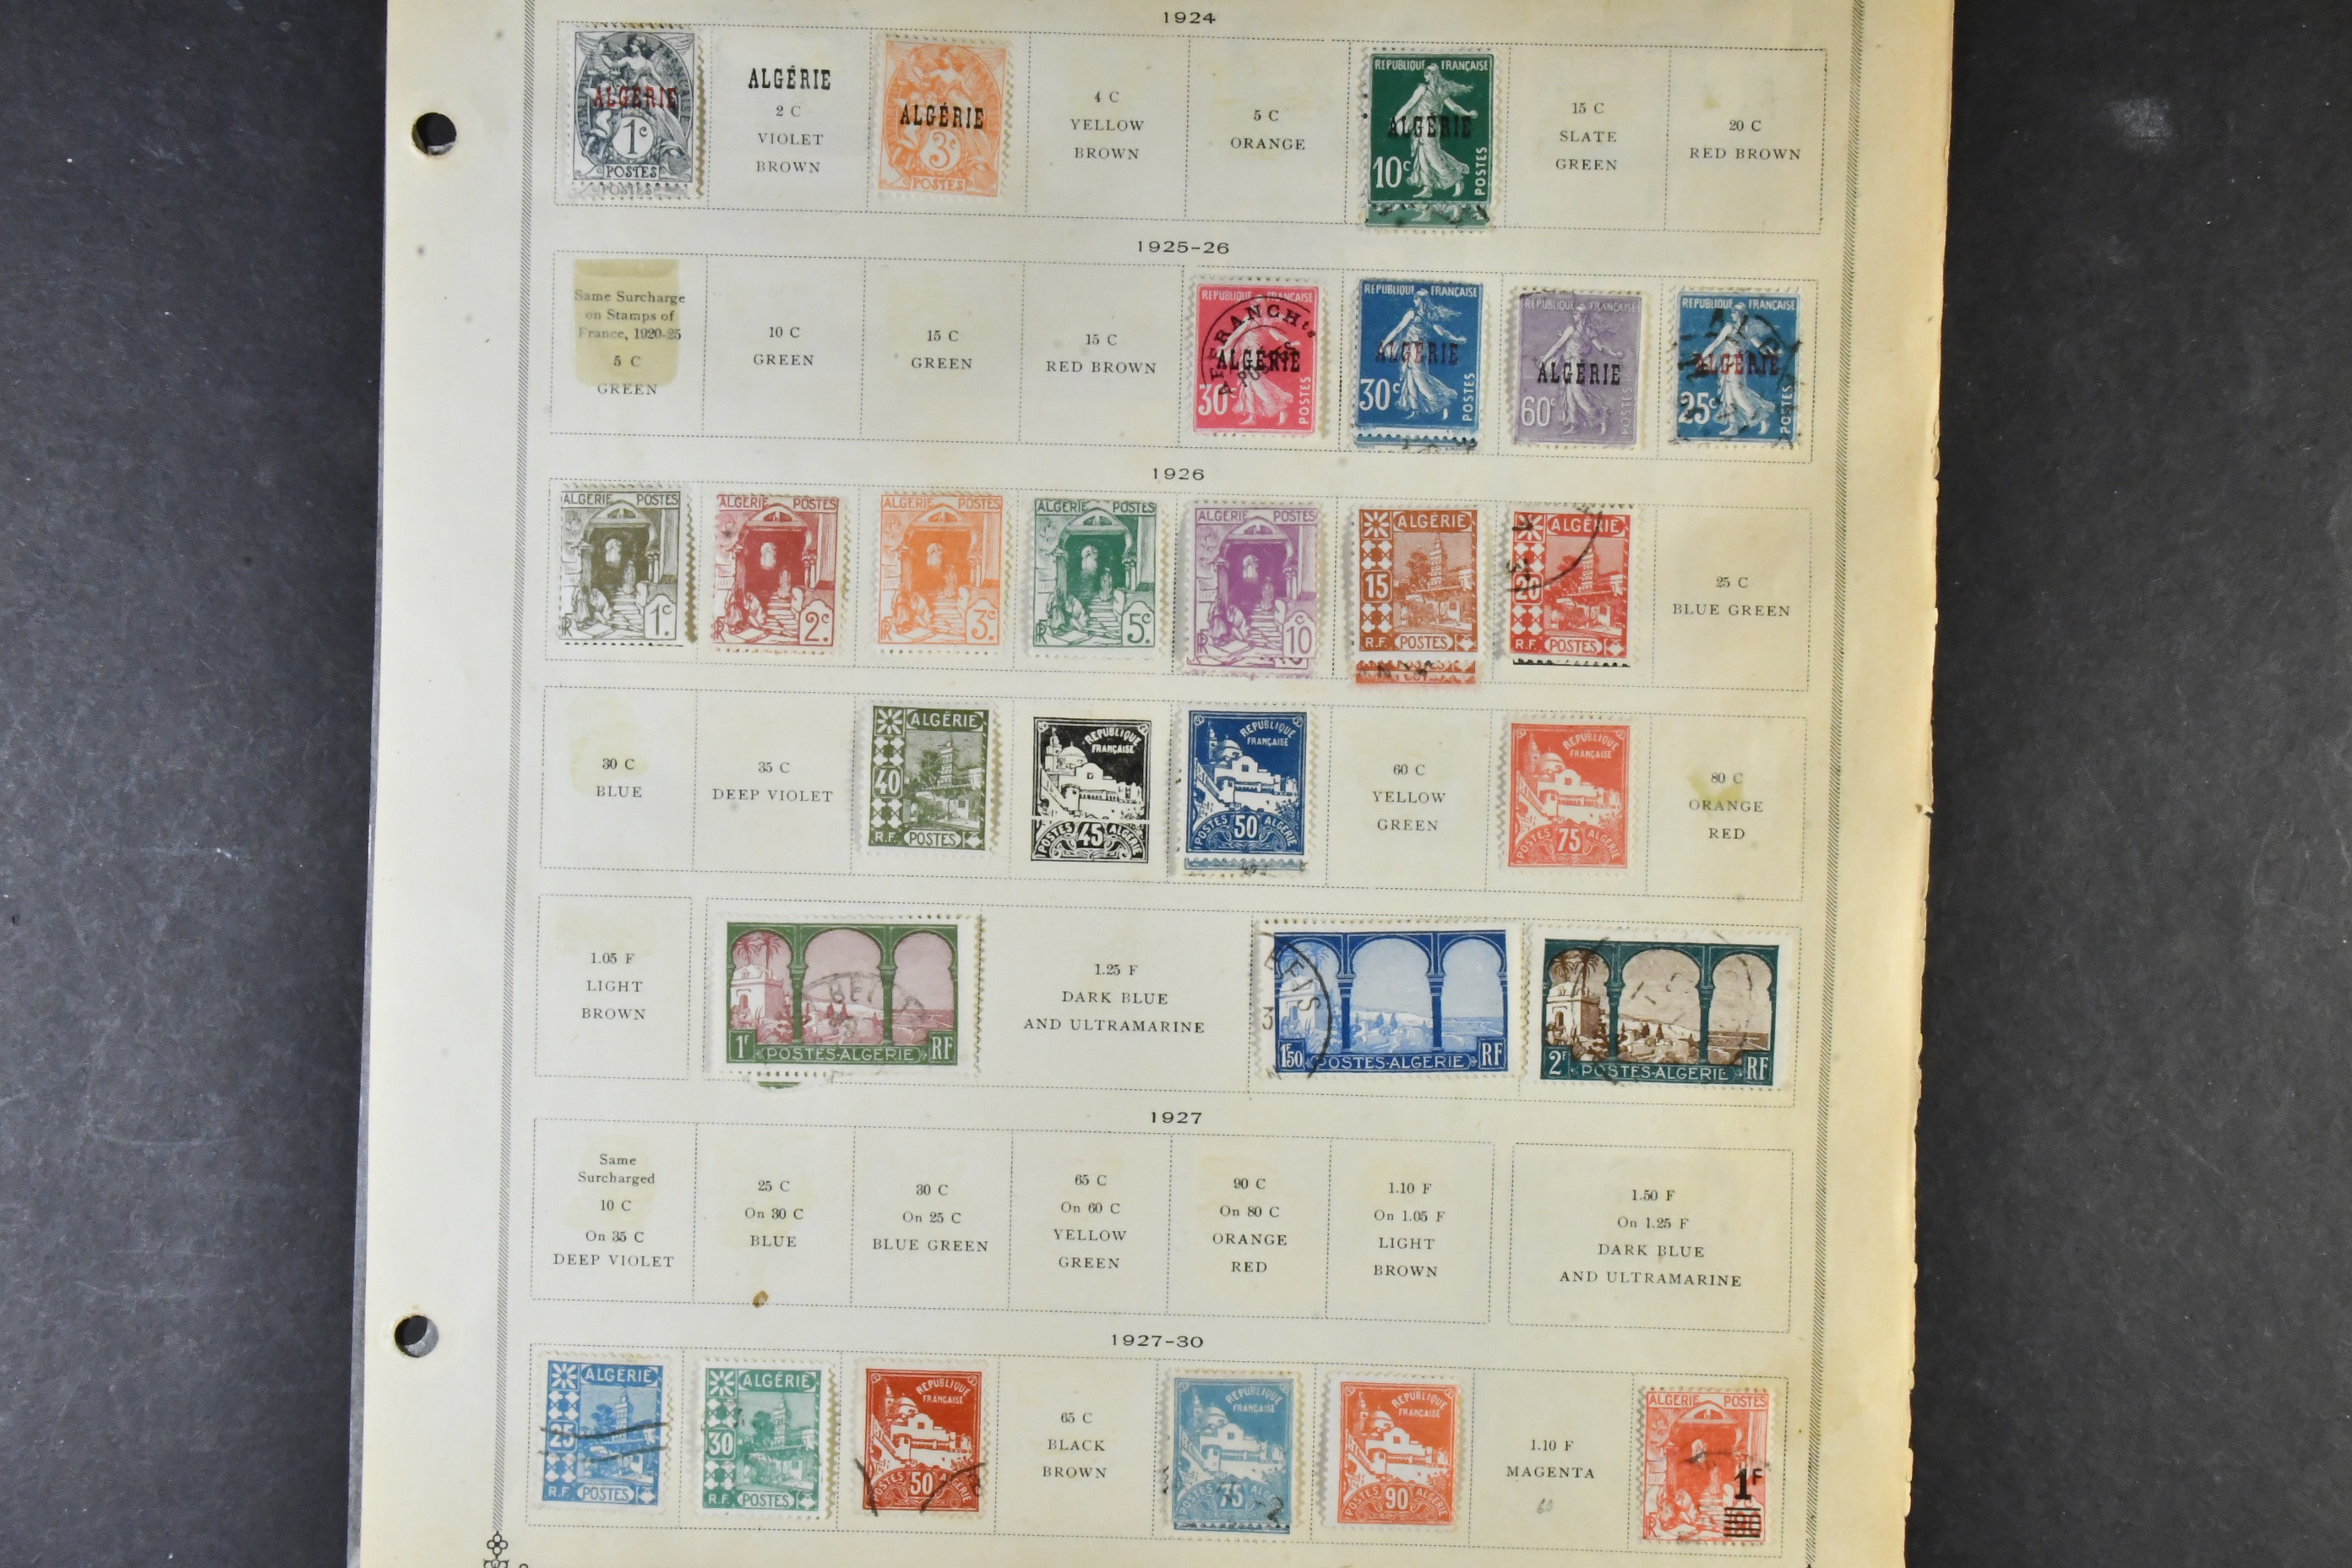 1924
ALGÉRIE
1c
POSTES
ALGÉRIE
2 C
VIOLET
BROWN
ALGÉRIE
3c
POSTES
4 C
YELLOW
BROWN
5 C
ORANGE
REPUBLIQUE FRANÇAISE
ALGÉRIE
10c
POSTES
15 C
SLATE
GREEN
20 C
RED BROWN
1925-26
Same Surcharge
on Stamps of
France, 1920-25
5 C
GREEN
10 C
GREEN
15 C
GREEN
15 C
RED BROWN
REPUBLIQUE FRANÇAISE
AFFRANCHts
ALGÉRIE
30c
POSTES
REPUBLIQUE FRANÇAISE
ALGÉRIE
30c
POSTES
REPUBLIQUE FRANÇAISE
ALGÉRIE
60c
POSTES
REPUBLIQUE FRANÇAISE
ALGÉRIE
25c
POSTES
1926
ALGERIE POSTES
1c.
ALGERIE POSTES
2c.
ALGERIE POSTES
3c.
ALGERIE POSTES
5c.
ALGERIE POSTES
10c
ALGÉRIE
15
R.F. POSTES
ALGÉRIE
20
R.F. POSTES
25 C
BLUE GREEN
30 C
BLUE
35 C
DEEP VIOLET
ALGÉRIE
40
R.F. POSTES
REPUBLIQUE
FRANÇAISE
POSTES 45 ALGERIE
REPUBLIQUE
FRANÇAISE
POSTES 50 ALGERIE
60 C
YELLOW
GREEN
REPUBLIQUE
FRANÇAISE
POSTES 75 ALGERIE
80 C
ORANGE
RED
1.05 F
LIGHT
BROWN
1F POSTES-ALGERIE RF
1.25 F
DARK BLUE
AND ULTRAMARINE
1F50 POSTES-ALGERIE RF
2F POSTES-ALGERIE RF
1927
Same
Surcharged
10 C
On 35 C
DEEP VIOLET
25 C
On 30 C
BLUE
30 C
On 25 C
BLUE GREEN
65 C
On 60 C
YELLOW
GREEN
90 C
On 80 C
ORANGE
RED
1.10 F
On 1.05 F
LIGHT
BROWN
1.50 F
On 1.25 F
DARK BLUE
AND ULTRAMARINE
1927-30
ALGÉRIE
25
R.F. POSTES
ALGÉRIE
30
R.F. POSTES
REPUBLIQUE
FRANÇAISE
POSTES 50 ALGERIE
65 C
BLACK
BROWN
REPUBLIQUE
FRANÇAISE
POSTES 75 ALGERIE
REPUBLIQUE
FRANÇAISE
POSTES 90 ALGERIE
1.10 F
MAGENTA
60
ALGERIE POSTES
1F